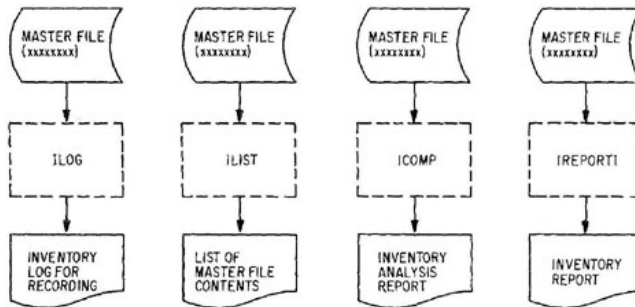 MASTER FILE
(xxxxxxxx)
MASTER FILE
(xxxxxxxx)
MASTER FILE
(xxxxxxxx)
MASTER FILE
(xxxxxxxx)
ILOG
ILIST
ICOMP
IREPORTI
INVENTORY
LOG FOR
RECORDING
LIST OF
MASTER FILE
CONTENTS
INVENTORY
ANALYSIS
REPORT
INVENTORY
REPORT